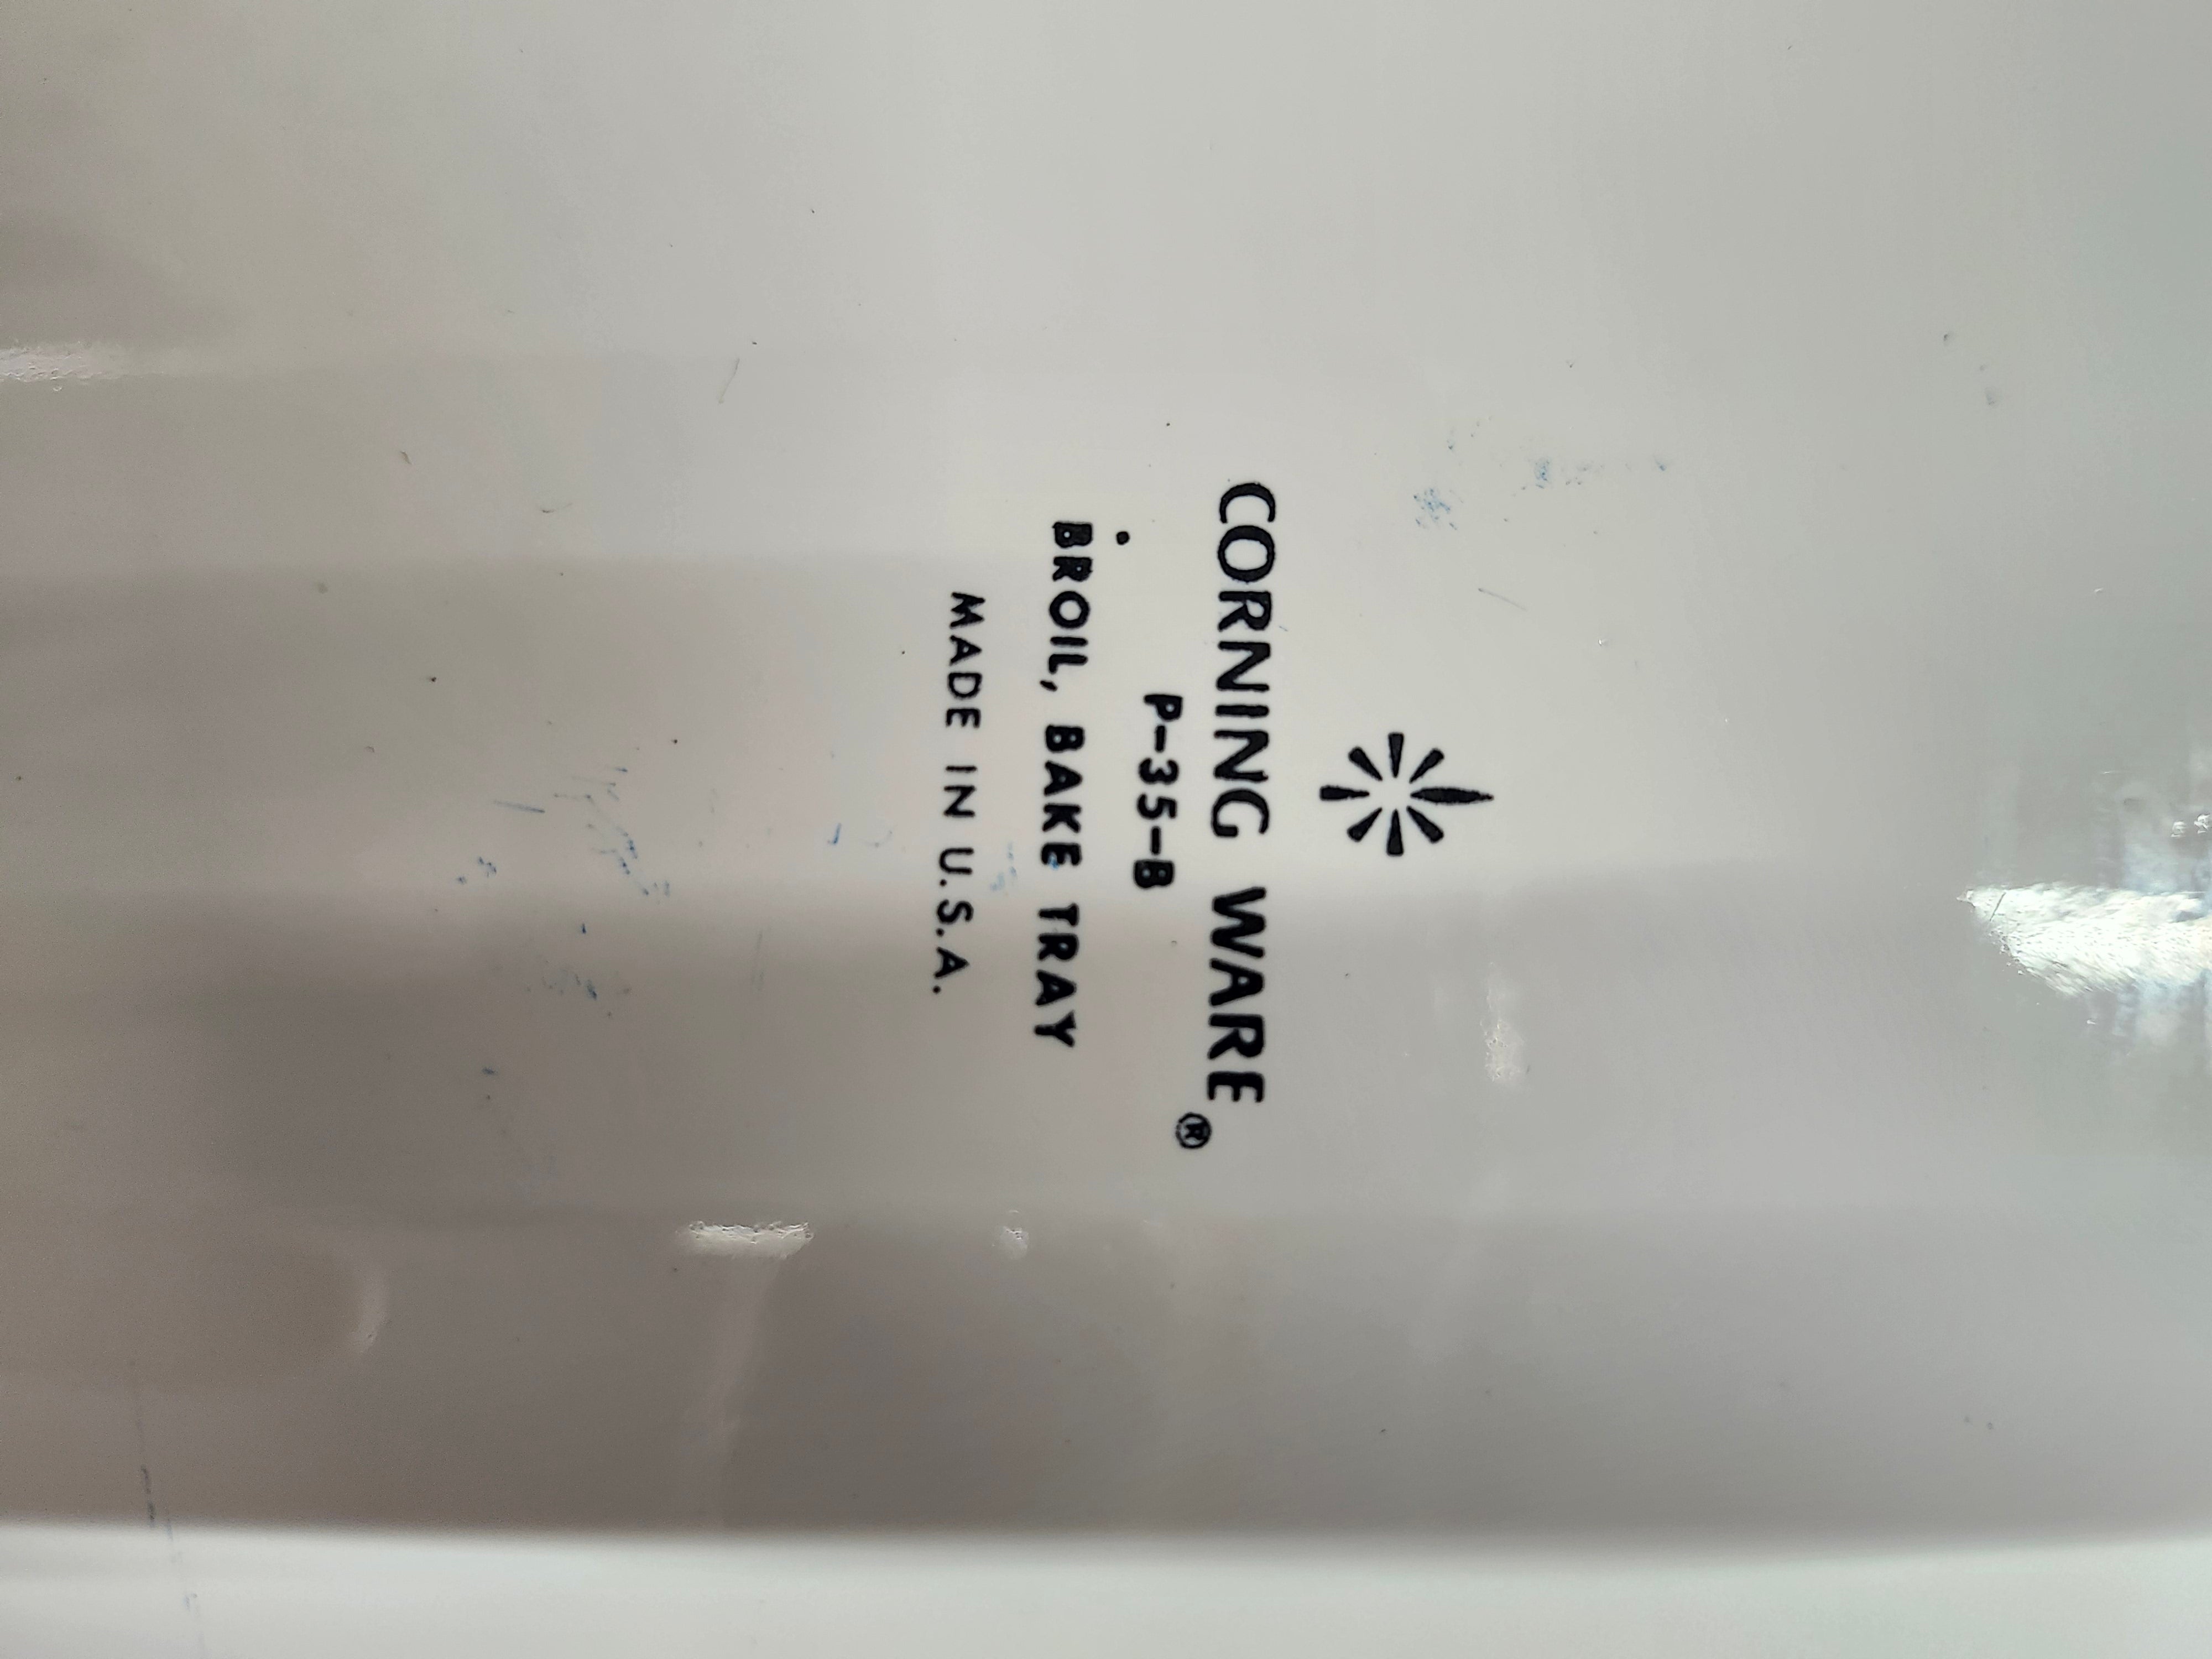 CORNING WARE®
P-35-B
BROIL, BAKE TRAY
MADE IN U.S.A.